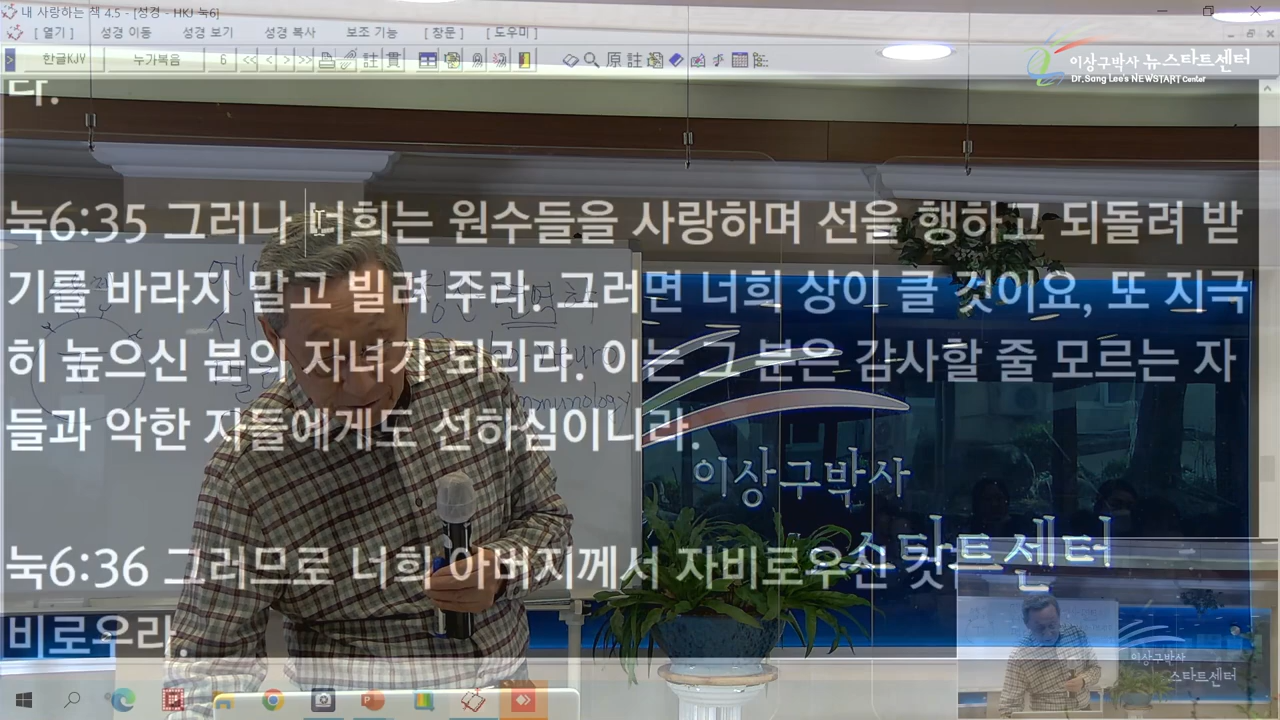 내 사랑하는 책 4.5 - [성경 - HKJ 눅6]
[ 열기 ] 성경 이동 성경 보기 성경 복사 보조 기능 [ 창문 ] [ 도우미 ]
한글KJV 누가복음 6
이상구박사 뉴스타트센터
Dr. Sang Lee's NEWSTART Center
다.
눅6:35 그러나 너희는 원수들을 사랑하며 선을 행하고 되돌려 받
기를 바라지 말고 빌려 주라. 그러면 너희 상이 클 것이요, 또 지극
히 높으신 분의 자녀가 되리라. 이는 그 분은 감사할 줄 모르는 자
들과 악한 자들에게도 선하심이니라.
이상구박사
스타트센터
눅6:36 그러므로 너희 아버지께서 자비로우신 것
비로우라.
이상구박사
스타트센터